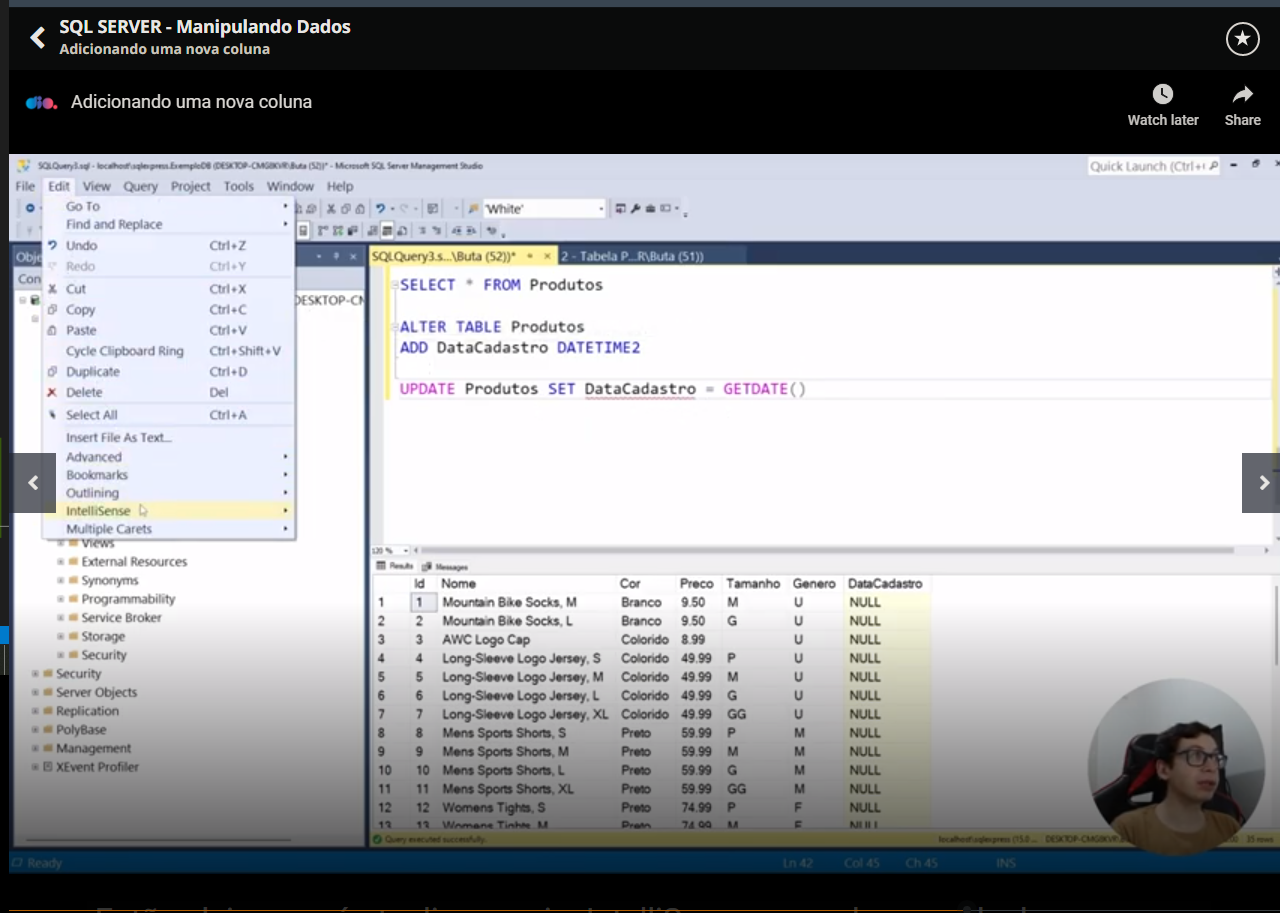 SQL SERVER - Manipulando Dados
Adicionando uma nova coluna
dio.
Adicionando uma nova coluna
Watch later
Share
SQLQuery3.sql - localhost\sqlexpress.ExemploDB (DESKTOP-CMG8KVR\Buta (52))* - Microsoft SQL Server Management Studio
Quick Launch (Ctrl+
File Edit View Query Project Tools Window Help
'White'
Go To
Find and Replace
Undo Ctrl+Z
Redo Ctrl+Y
Cut Ctrl+X
Copy Ctrl+C
Paste Ctrl+V
Cycle Clipboard Ring Ctrl+Shift+V
Duplicate Ctrl+D
Delete Del
Select All Ctrl+A
Insert File As Text...
Advanced
Bookmarks
Outlining
IntelliSense
Multiple Carets
Obje
Con
DESKTOP-CM
Views
External Resources
Synonyms
Programmability
Service Broker
Storage
Security
Security
Server Objects
Replication
PolyBase
Management
XEvent Profiler
SQLQuery3.s...\Buta (52))* 2 - Tabela P...R\Buta (51))
SELECT * FROM Produtos
ALTER TABLE Produtos
ADD DataCadastro DATETIME2
UPDATE Produtos SET DataCadastro = GETDATE()
120 %
Results Messages
Id Nome Cor Preco Tamanho Genero DataCadastro
1 1 Mountain Bike Socks, M Branco 9.50 M U NULL
2 2 Mountain Bike Socks, L Branco 9.50 G U NULL
3 3 AWC Logo Cap Colorido 8.99 U NULL
4 4 Long-Sleeve Logo Jersey, S Colorido 49.99 P U NULL
5 5 Long-Sleeve Logo Jersey, M Colorido 49.99 M U NULL
6 6 Long-Sleeve Logo Jersey, L Colorido 49.99 G U NULL
7 7 Long-Sleeve Logo Jersey, XL Colorido 49.99 GG U NULL
8 8 Mens Sports Shorts, S Preto 59.99 P M NULL
9 9 Mens Sports Shorts, M Preto 59.99 M M NULL
10 10 Mens Sports Shorts, L Preto 59.99 G M NULL
11 11 Mens Sports Shorts, XL Preto 59.99 GG M NULL
12 12 Womens Tights, S Preto 74.99 P F NULL
13 13 Womens Tights, M Preto 74.99 M F NULL
Query executed successfully.
localhost\sqlexpress (15.0 ... DESKTOP-CMG8KVR\ 35 rows
Ready
Ln 42 Col 45 Ch 45 INS